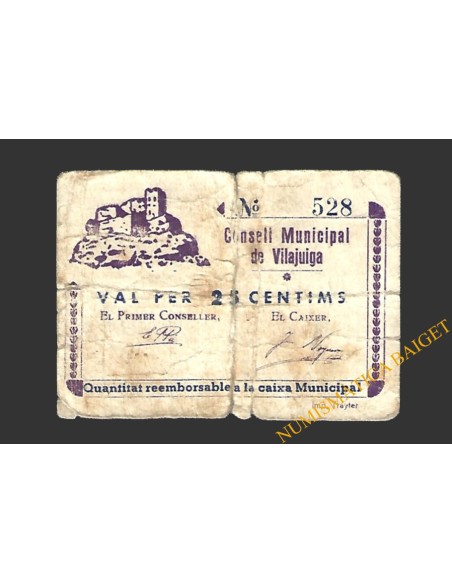 Nº 528
Consell Municipal
de Vilajuiga
VAL PER 25 CENTIMS
EL PRIMER CONSELLER, EL CAIXER,
Quantitat reemborsable a la caixa Municipal
NUMISMATICA BAIGET